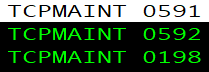 TCPMAINT 0591
TCPMAINT 0592
TCPMAINT 0198